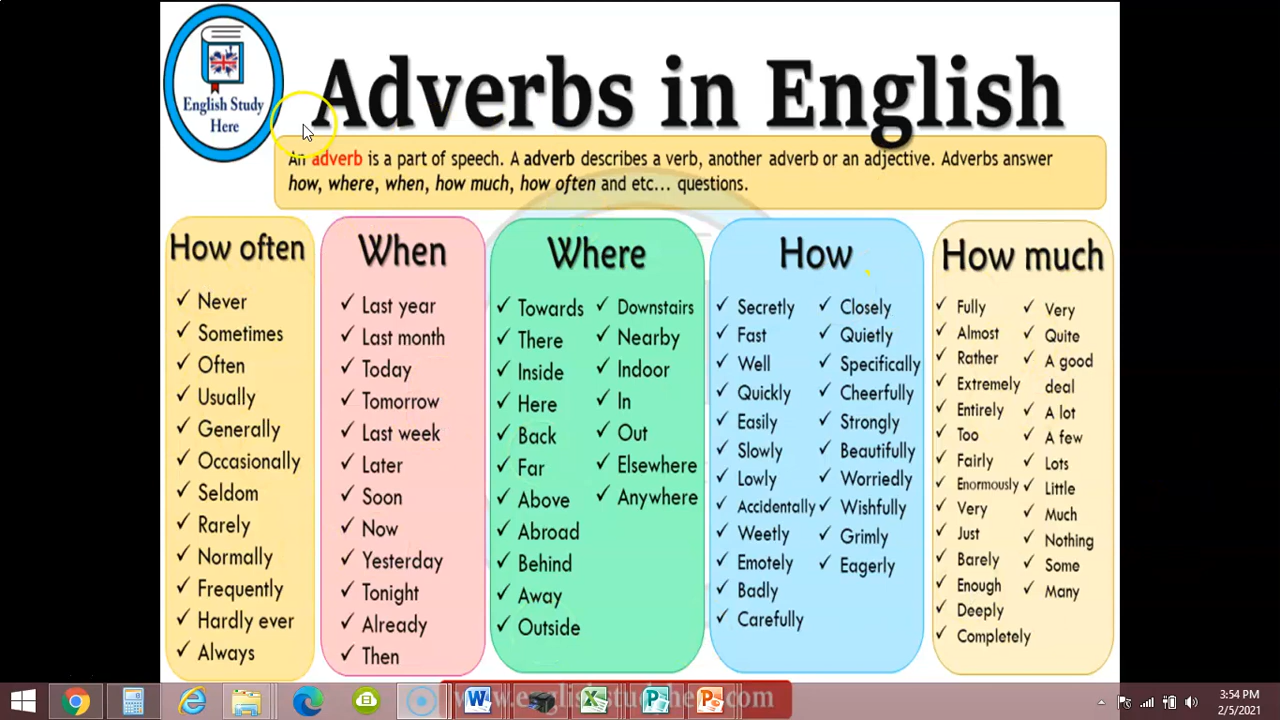 English Study
Here
Adverbs in English
An adverb is a part of speech. A adverb describes a verb, another adverb or an adjective. Adverbs answer
how, where, when, how much, how often and etc... questions.
How often
Never
Sometimes
Often
Usually
Generally
Occasionally
Seldom
Rarely
Normally
Frequently
Hardly ever
Always
When
Last year
Last month
Today
Tomorrow
Last week
Later
Soon
Now
Yesterday
Tonight
Already
Then
Where
Towards
There
Inside
Here
Back
Far
Above
Abroad
Behind
Away
Outside
Downstairs
Nearby
Indoor
In
Out
Elsewhere
Anywhere
How
Secretly
Fast
Well
Quickly
Easily
Slowly
Lowly
Accidentally
Weetly
Emotely
Badly
Carefully
Closely
Quietly
Specifically
Cheerfully
Strongly
Beautifully
Worriedly
Wishfully
Grimly
Eagerly
How much
Fully
Almost
Rather
Extremely
Entirely
Too
Fairly
Enormously
Very
Just
Barely
Enough
Deeply
Completely
Very
Quite
A good
deal
A lot
A few
Lots
Little
Much
Nothing
Some
Many
3:54 PM
2/5/2021